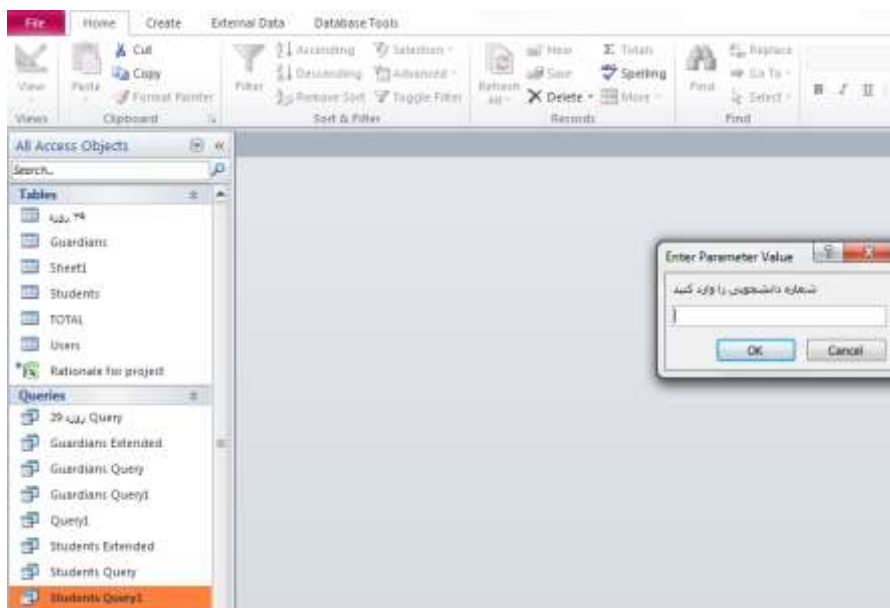 File Home Create External Data Database Tools
View Paste Cut Copy Format Painter
Filter Ascending Descending Remove Sort Selection Advanced Toggle Filter
Refresh All New Save Delete Totals Spelling More
Find Replace Go To Select
B I U
Views Clipboard Sort & Filter Records Find
All Access Objects
Search..
Tables
Guardians
Sheet1
Students
TOTAL
Users
Rationale for project
Queries
29 روزه Query
Guardians Extended
Guardians Query
Guardians Query1
Query1
Students Extended
Students Query
Students Query1
Enter Parameter Value
شماره دانشجویی را وارد کنید
OK Cancel